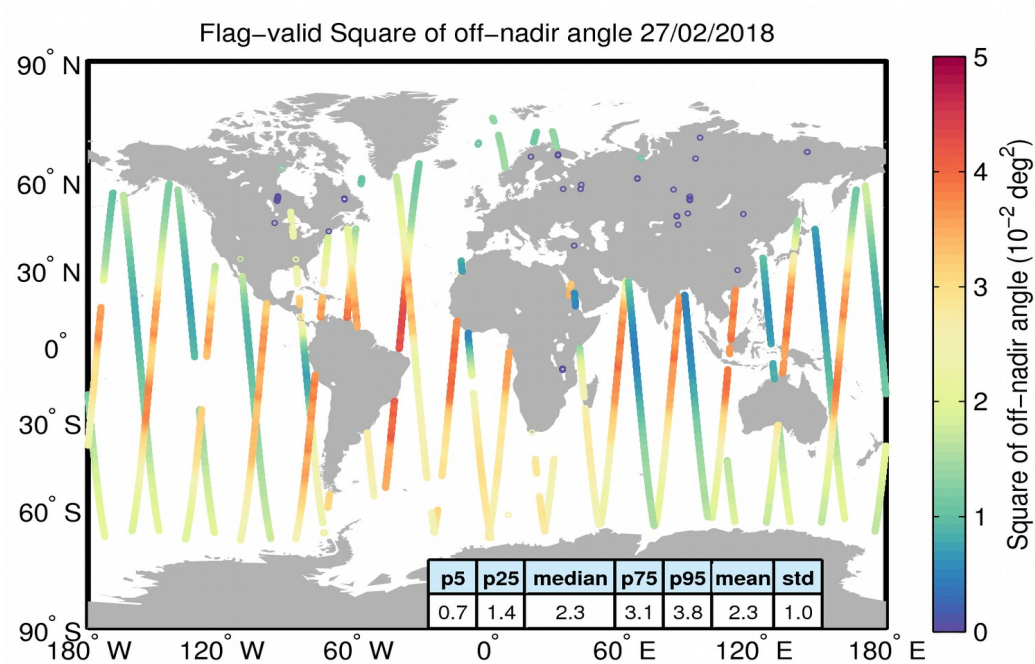 Flag−valid Square of off−nadir angle 27/02/2018
90° N
60° N
30° N
0°
30° S
60° S
90° S
180° W
120° W
60° W
0°
60° E
120° E
180° E
p5 p25 median p75 p95 mean std
0.7 1.4 2.3 3.1 3.8 2.3 1.0
5
4
3
2
1
0
Square of off−nadir angle (10⁻² deg²)